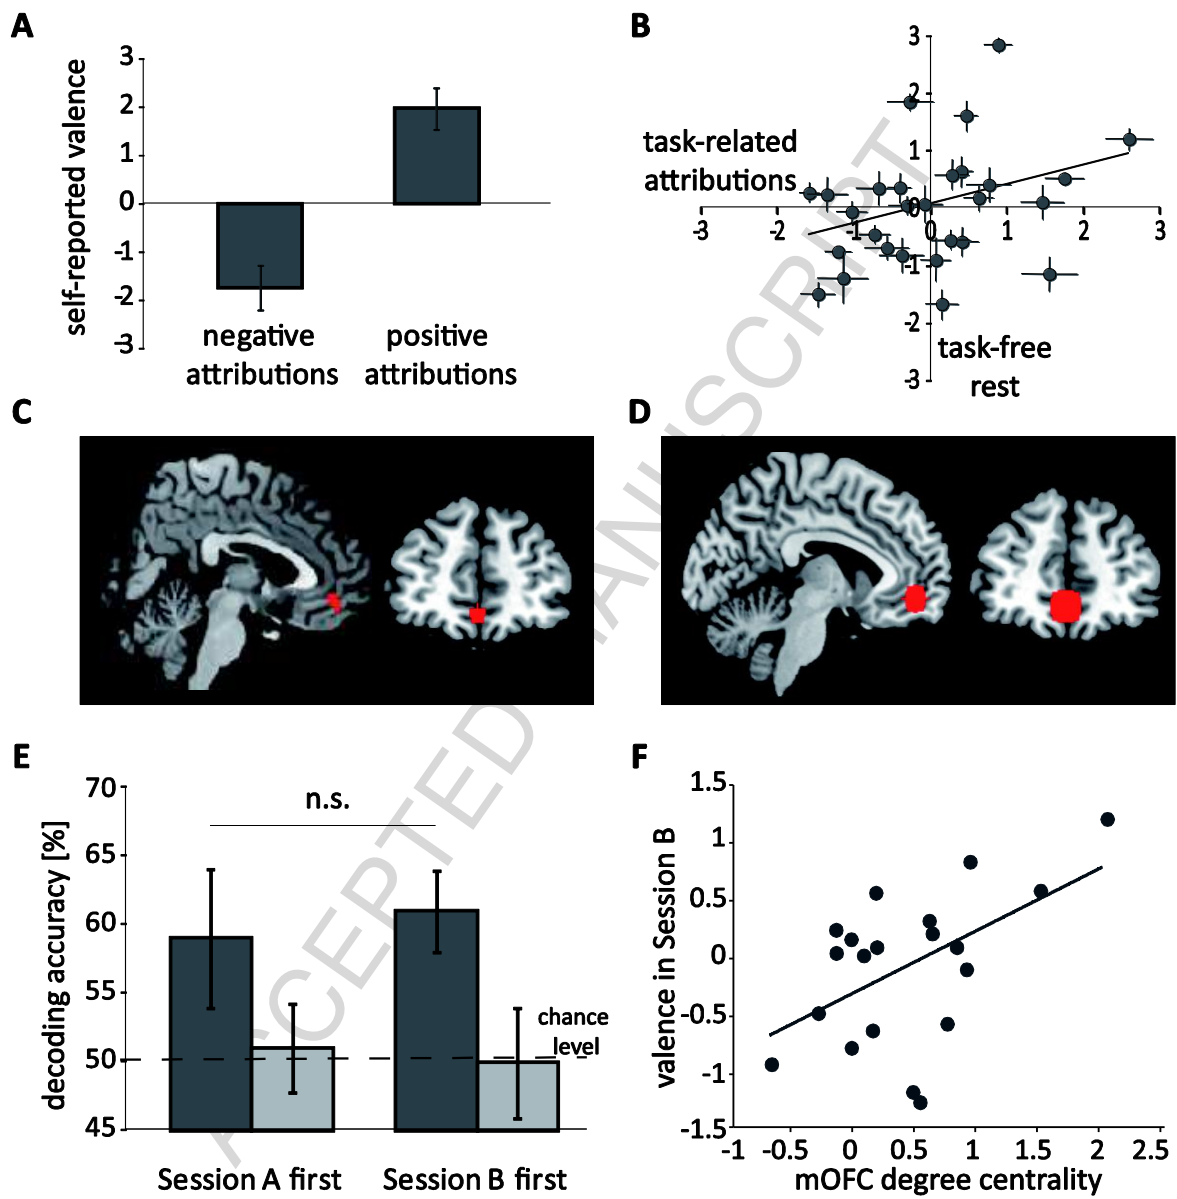 A
self-reported valence
3
2
1
0
-1
-2
-3
negative
attributions
positive
attributions
B
task-related
attributions
3
2
1
0
-1
-2
-3
-3
-2
-1
0
1
2
3
task-free
rest
C
D
E
decoding accuracy [%]
70
65
60
55
50
45
n.s.
chance
level
Session A first
Session B first
F
valence in Session B
1.5
1
0.5
0
-0.5
-1
-1.5
-1
-0.5
0
0.5
1
1.5
2
2.5
mOFC degree centrality
ACCEPTED MANUSCRIPT